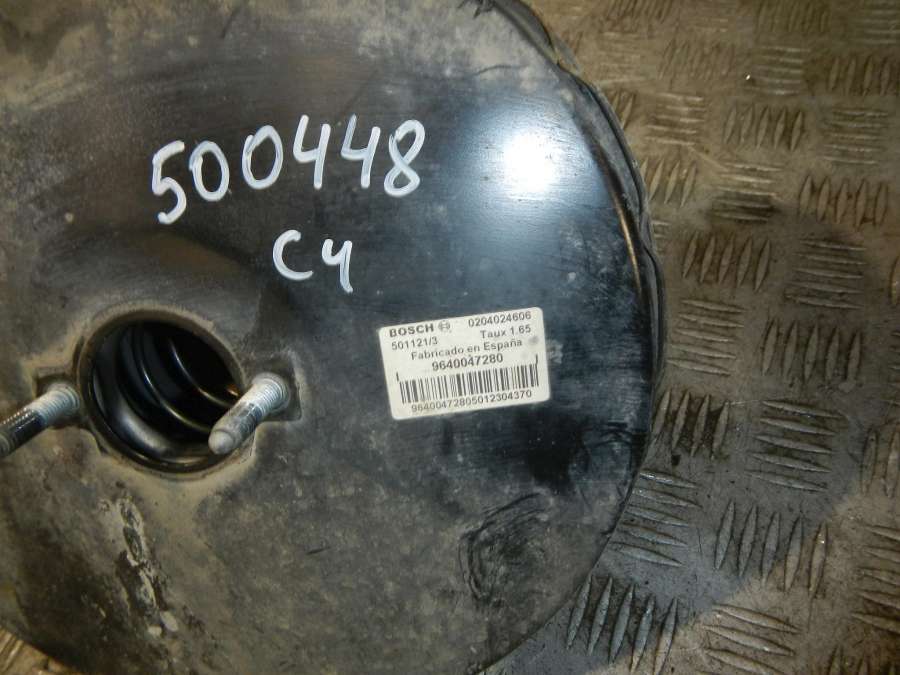 500448
C4
BOSCH 0204024606
501121/3 Taux 1.65
Fabricado en España
9640047280
96400472805012304370